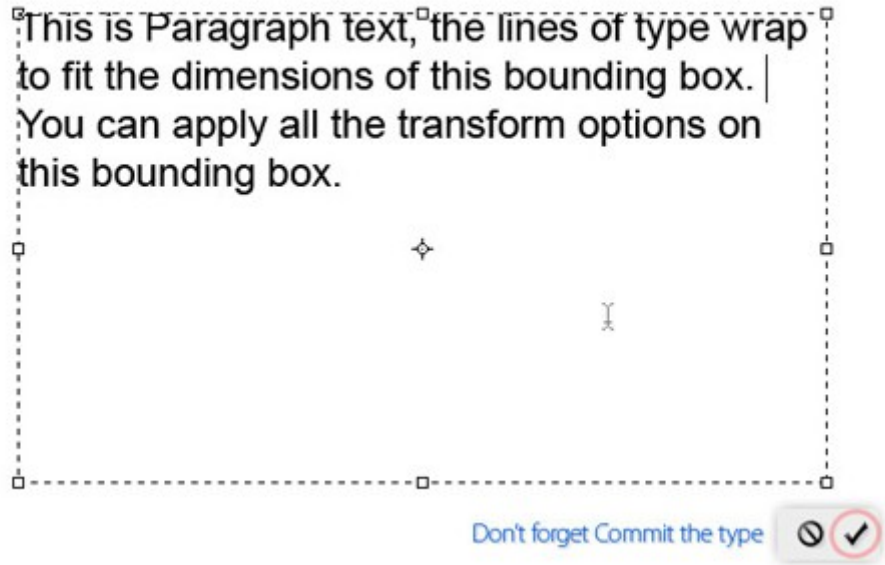 This is Paragraph text, the lines of type wrap
to fit the dimensions of this bounding box.
You can apply all the transform options on
this bounding box.
Don't forget Commit the type